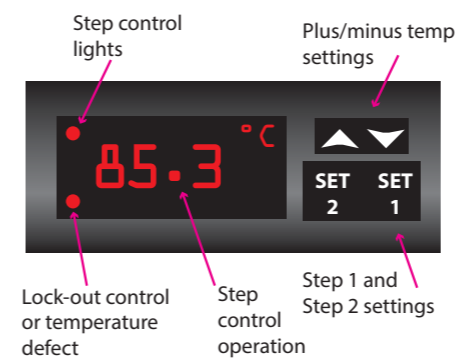 Step control
lights
Plus/minus temp
settings
°C
85.3
SET SET
2 1
Lock-out control
or temperature
defect
Step
control
operation
Step 1 and
Step 2 settings